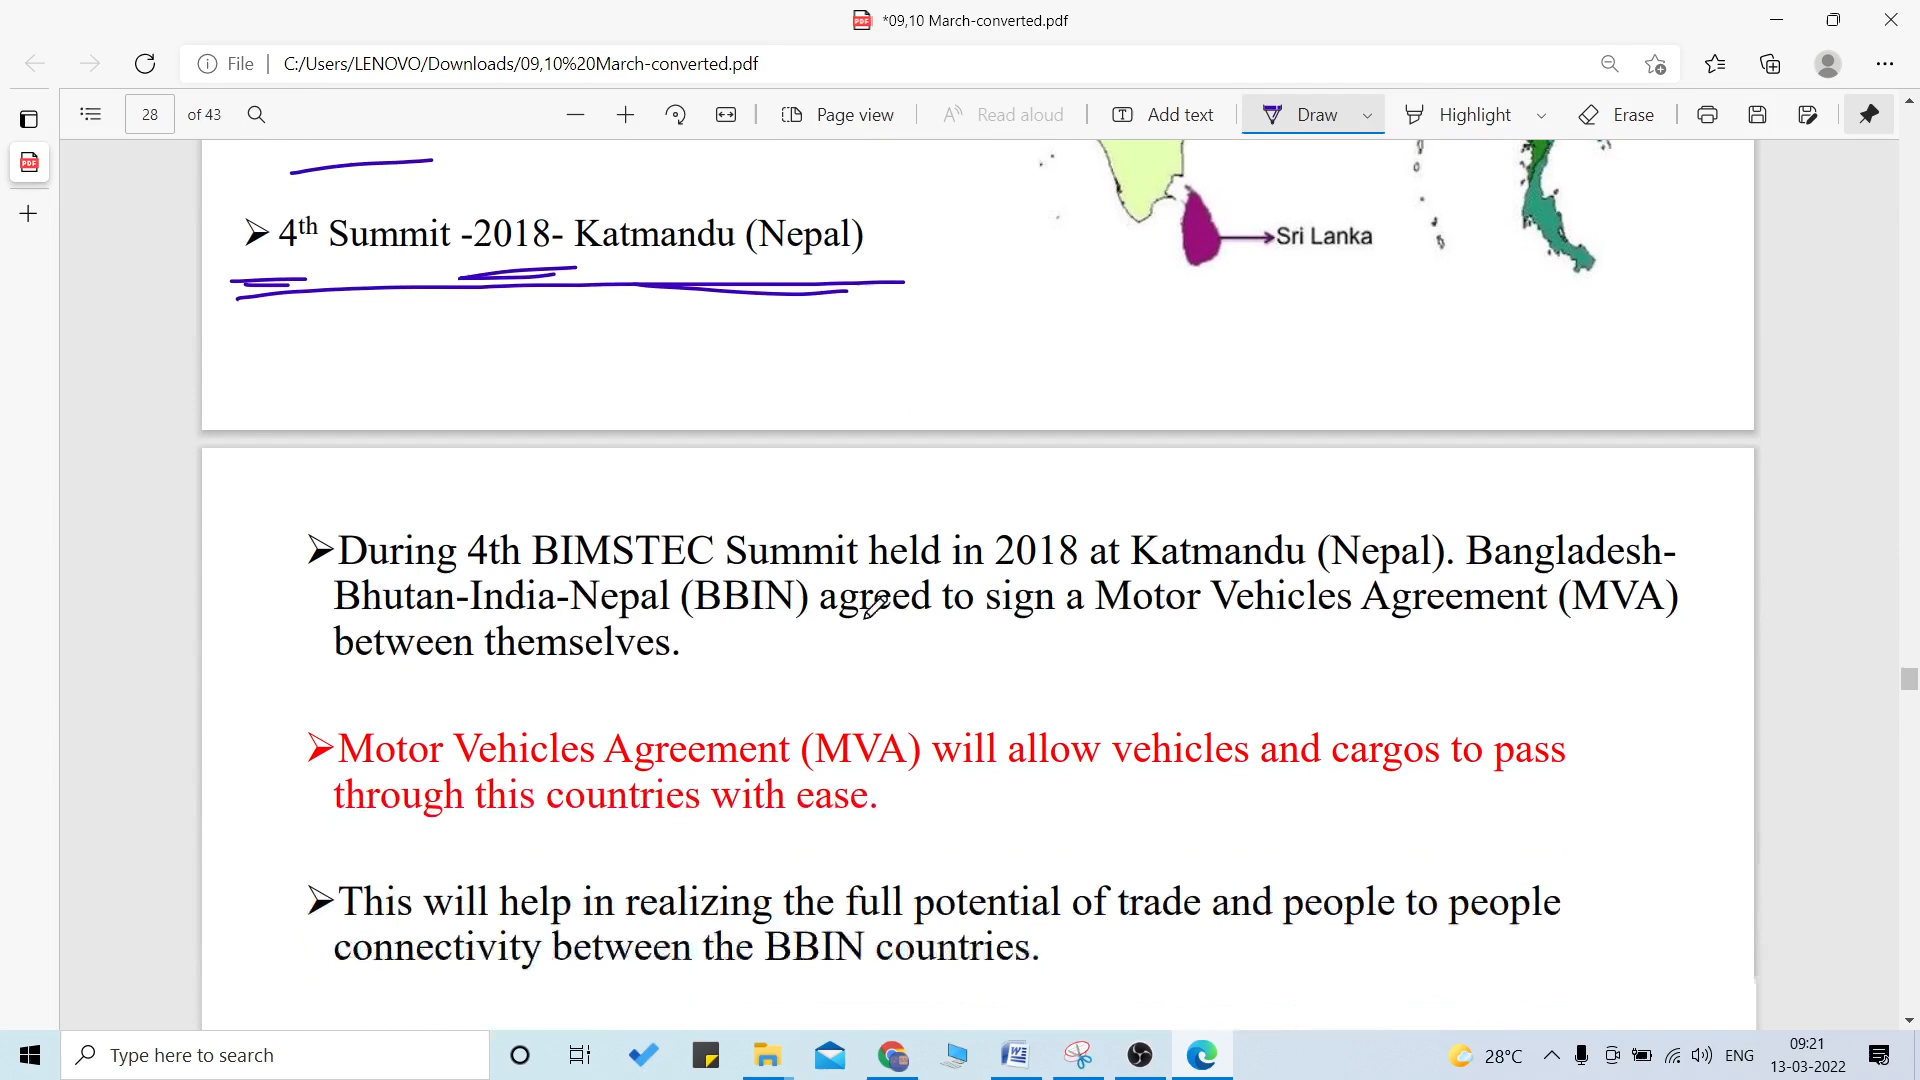 *09,10 March-converted.pdf
File
C:/Users/LENOVO/Downloads/09,10%20March-converted.pdf
28 of 43
Page view
Read aloud
Add text
Draw
Highlight
Erase
➢4th Summit -2018- Katmandu (Nepal)
Sri Lanka
➢During 4th BIMSTEC Summit held in 2018 at Katmandu (Nepal). Bangladesh-
Bhutan-India-Nepal (BBIN) agreed to sign a Motor Vehicles Agreement (MVA)
between themselves.
➢Motor Vehicles Agreement (MVA) will allow vehicles and cargos to pass
through this countries with ease.
➢This will help in realizing the full potential of trade and people to people
connectivity between the BBIN countries.
Type here to search
28°C
ENG
09:21
13-03-2022